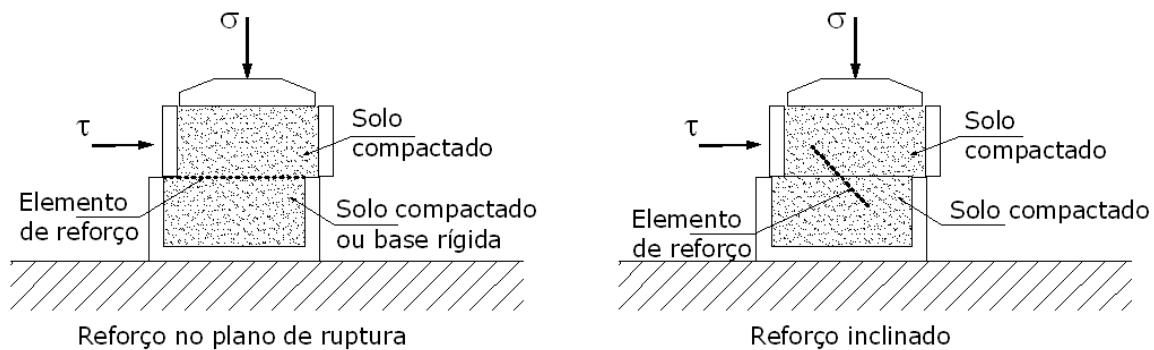 σ
τ
Solo
compactado
Elemento
de reforço
Solo compactado
ou base rígida
Reforço no plano de ruptura
σ
τ
Solo
compactado
Elemento
de reforço
Solo compactado
Reforço inclinado